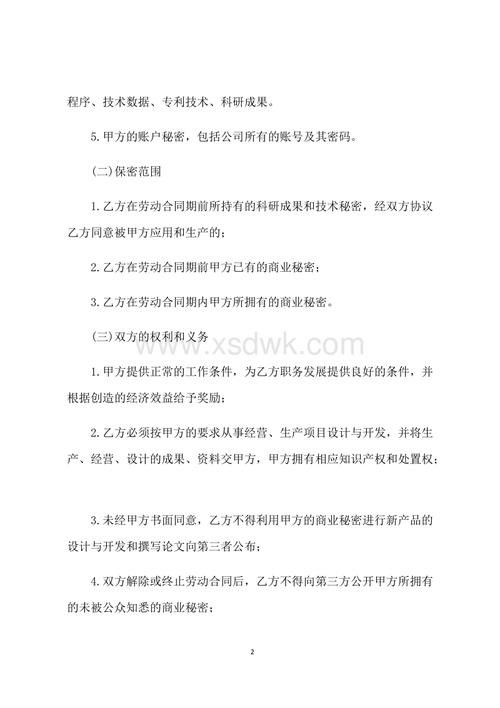 程序、技术数据、专利技术、科研成果。
5.甲方的账户秘密，包括公司所有的账号及其密码。
(二)保密范围
1.乙方在劳动合同期前所持有的科研成果和技术秘密，经双方协议
乙方同意被甲方应用和生产的；
2.乙方在劳动合同期前甲方已有的商业秘密；
3.乙方在劳动合同期内甲方所拥有的商业秘密。
(三)双方的权利和义务
www.xsdwk.com
1.甲方提供正常的工作条件，为乙方职务发展提供良好的条件，并
根据创造的经济效益给予奖励；
2.乙方必须按甲方的要求从事经营、生产项目设计与开发，并将生
产、经营、设计的成果、资料交甲方，甲方拥有相应知识产权和处置权；
3.未经甲方书面同意，乙方不得利用甲方的商业秘密进行新产品的
设计与开发和撰写论文向第三者公布；
4.双方解除或终止劳动合同后，乙方不得向第三方公开甲方所拥有
的未被公众知悉的商业秘密；
2